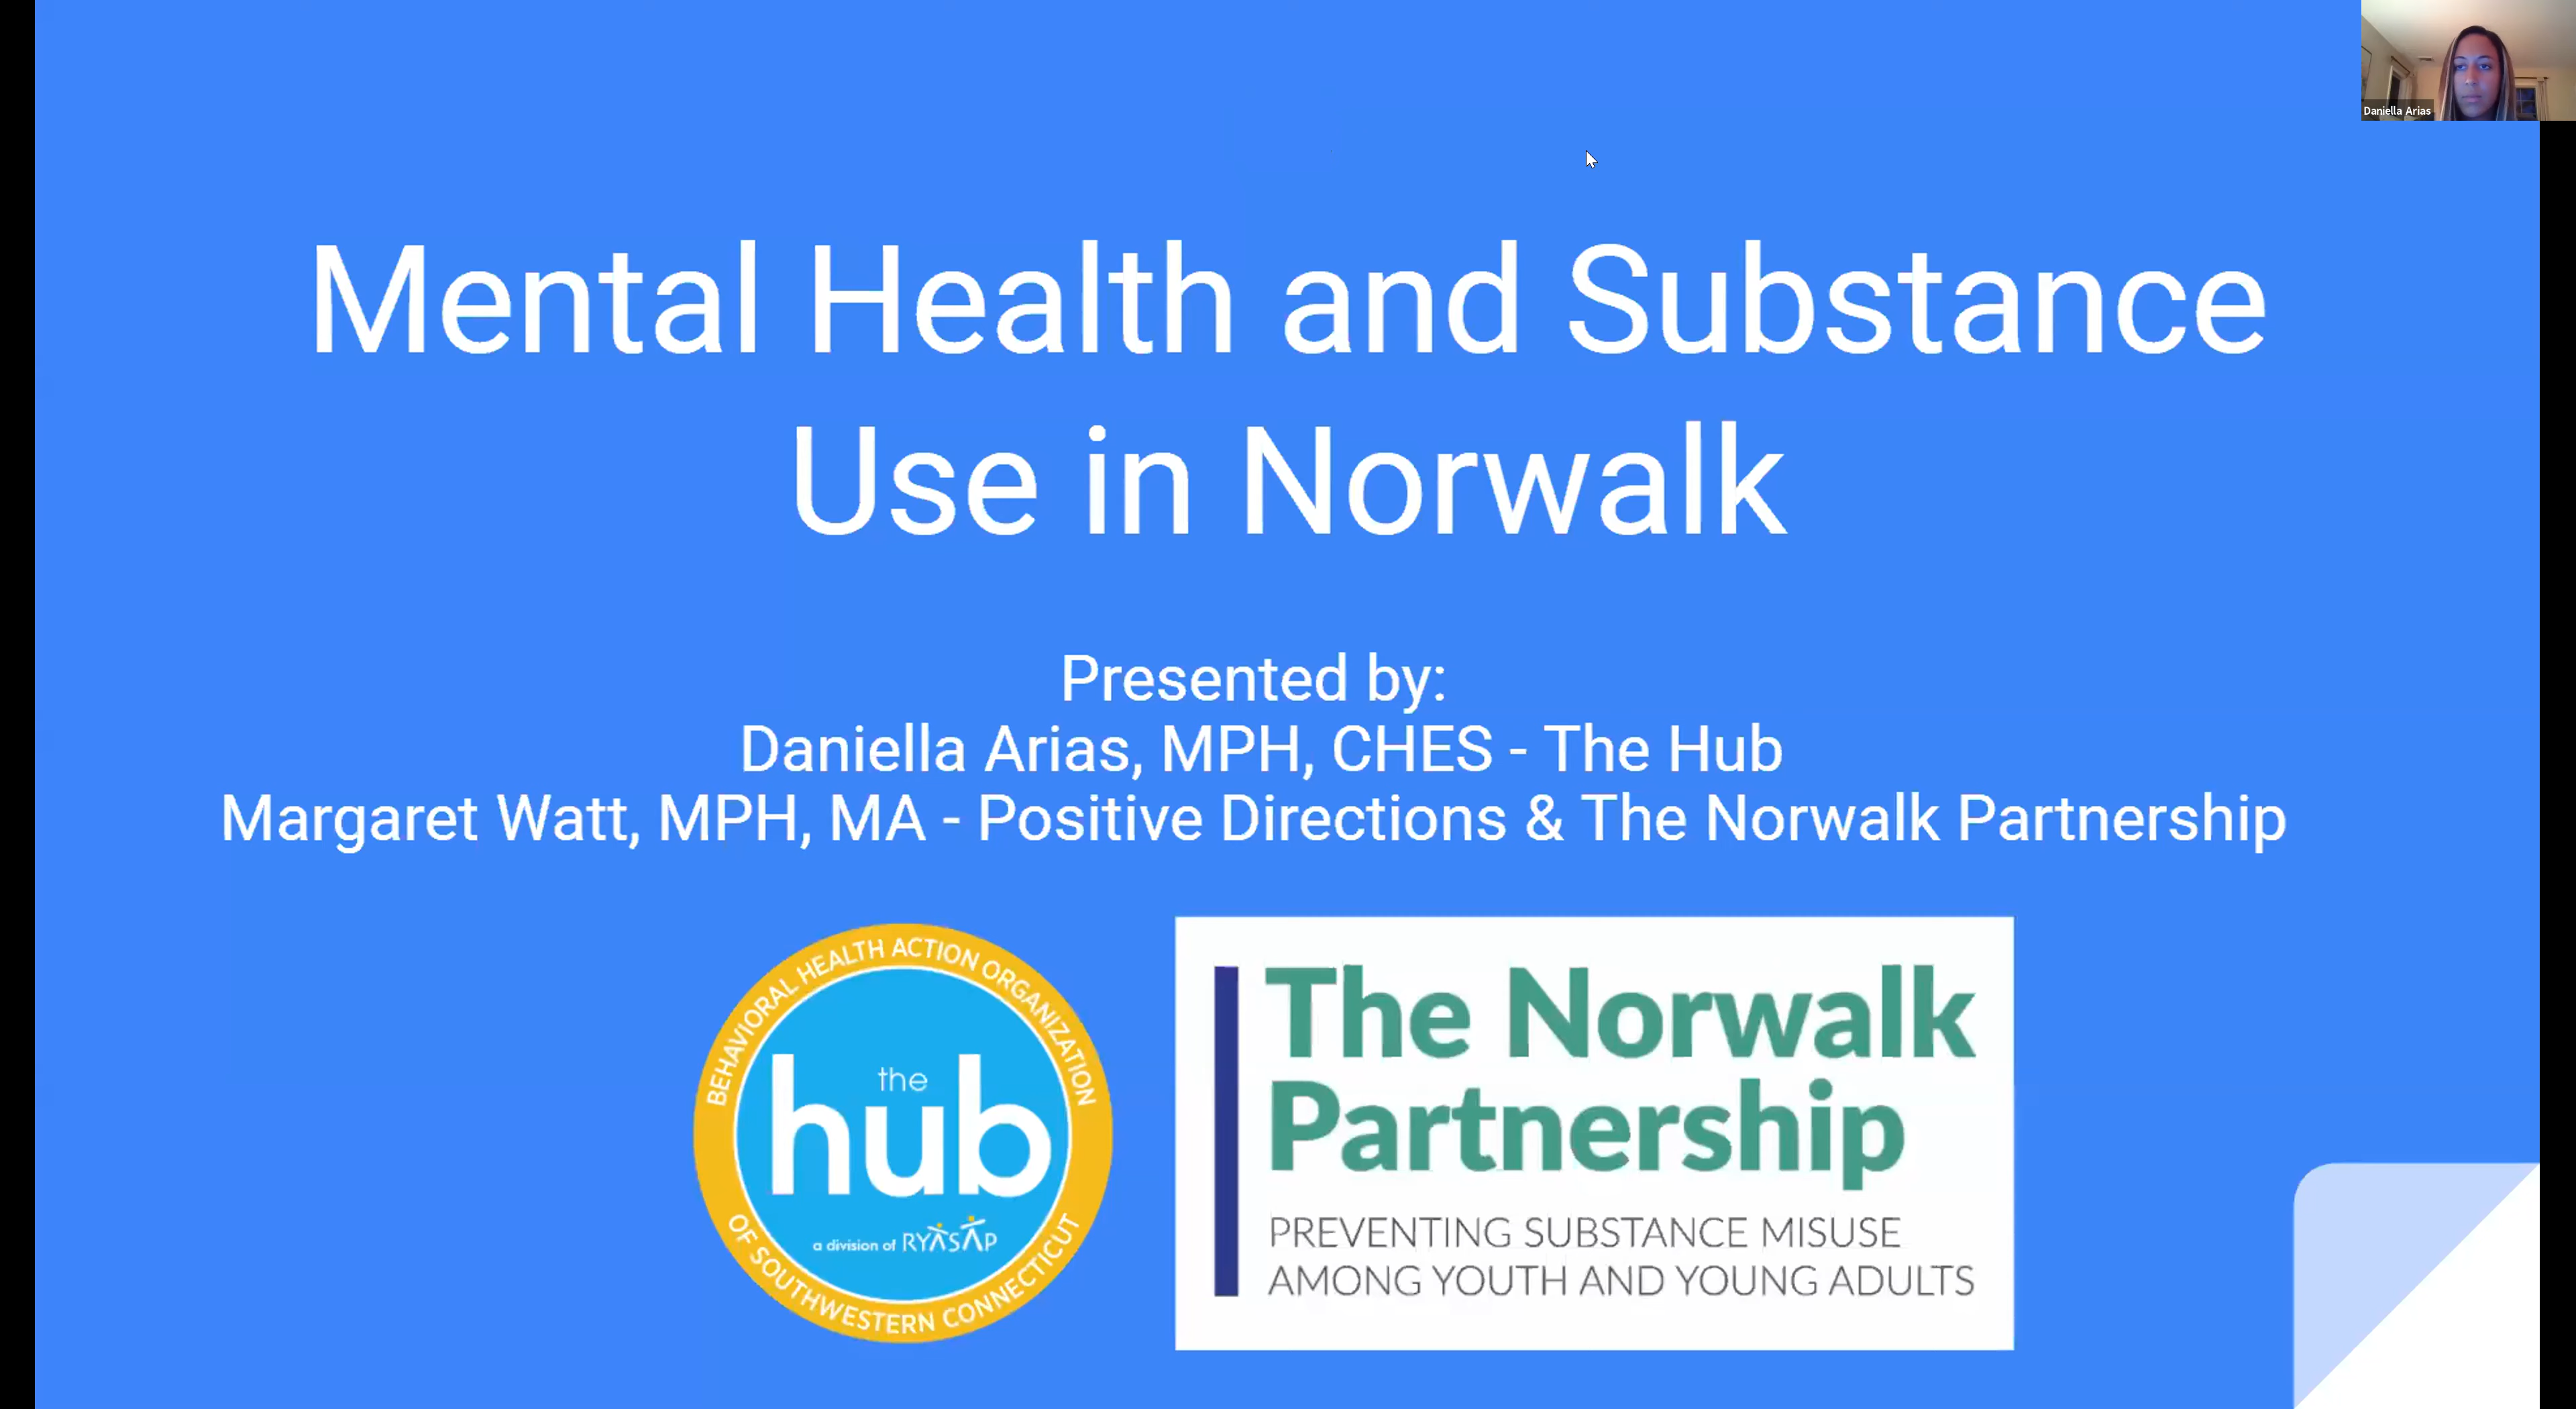 Daniella Arias
Mental Health and Substance
Use in Norwalk
Presented by:
Daniella Arias, MPH, CHES - The Hub
Margaret Watt, MPH, MA - Positive Directions & The Norwalk Partnership
BEHAVIORAL HEALTH ACTION ORGANIZATION
the
hub
a division of RYASAP
OF SOUTHWESTERN CONNECTICUT
The Norwalk
Partnership
PREVENTING SUBSTANCE MISUSE
AMONG YOUTH AND YOUNG ADULTS